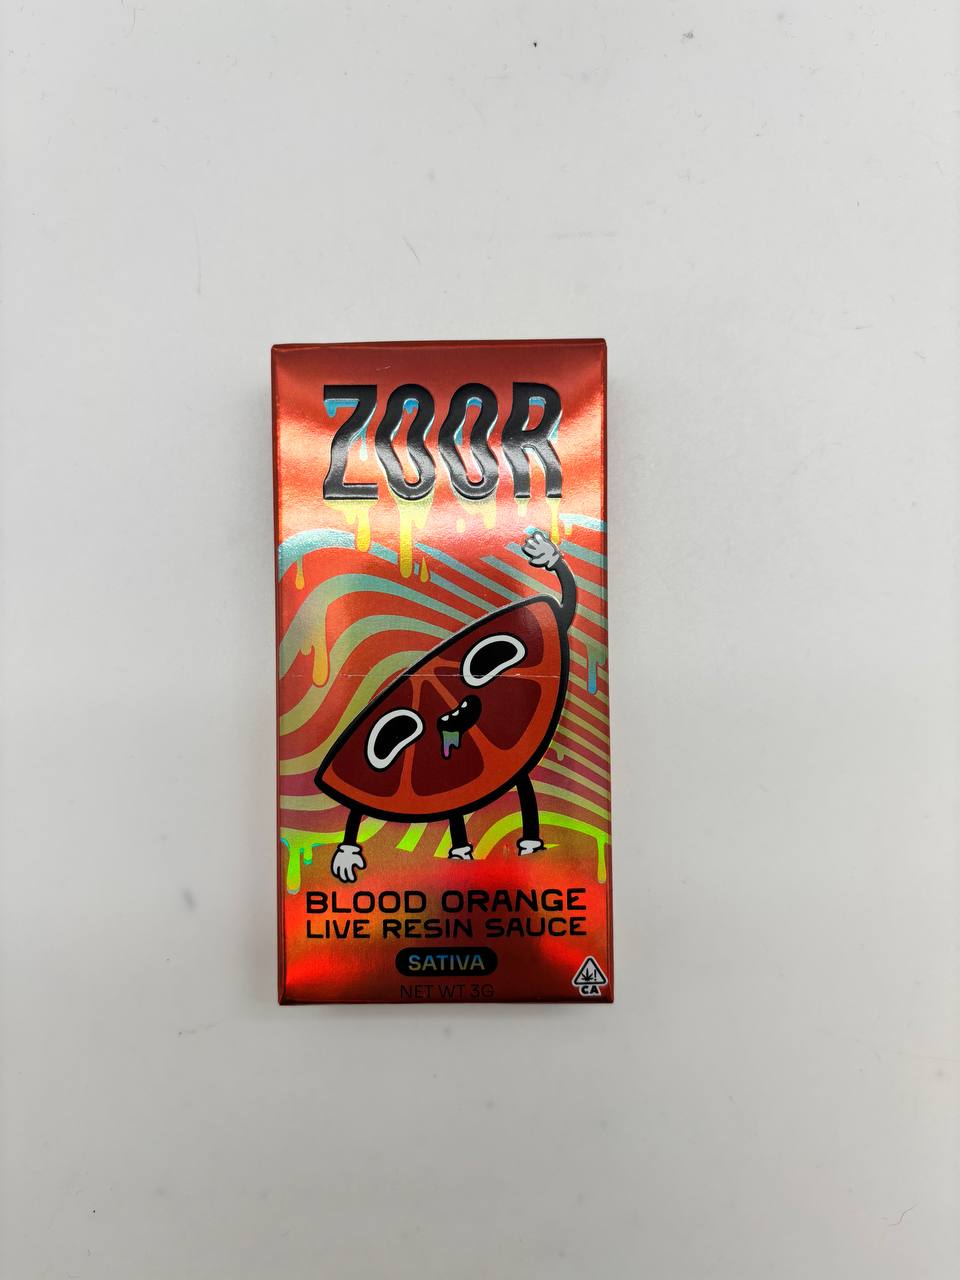 ZOOR
BLOOD ORANGE
LIVE RESIN SAUCE
SATIVA
NET WT 3G
!
CA